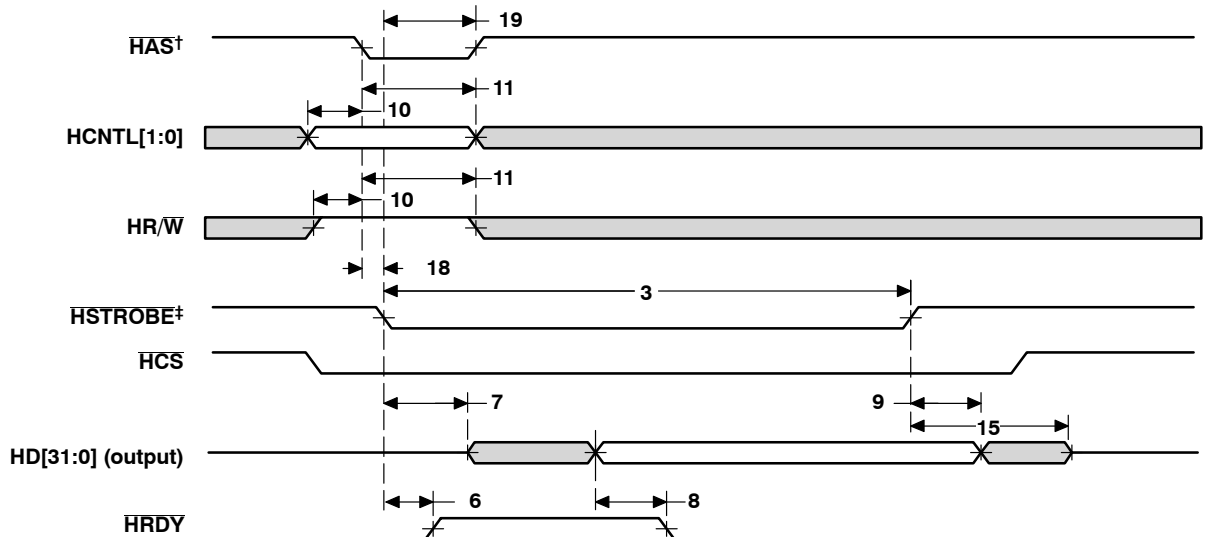 19
HAS†
11
10
HCNTL[1:0]
11
10
HR/W
18
3
HSTROBE‡
HCS
7
9
15
HD[31:0] (output)
6
8
HRDY